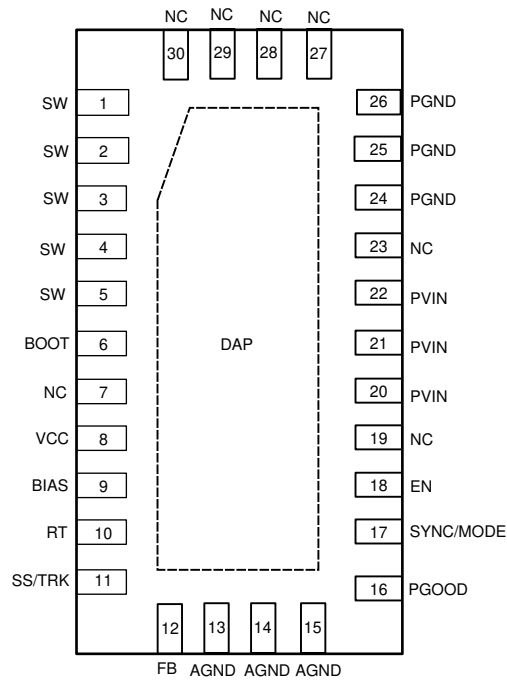 NC NC NC NC
30 29 28 27
SW 1 26 PGND
SW 2 25 PGND
SW 3 24 PGND
SW 4 23 NC
SW 5 22 PVIN
BOOT 6 DAP 21 PVIN
NC 7 20 PVIN
VCC 8 19 NC
BIAS 9 18 EN
RT 10 17 SYNC/MODE
SS/TRK 11 16 PGOOD
12 13 14 15
FB AGND AGND AGND